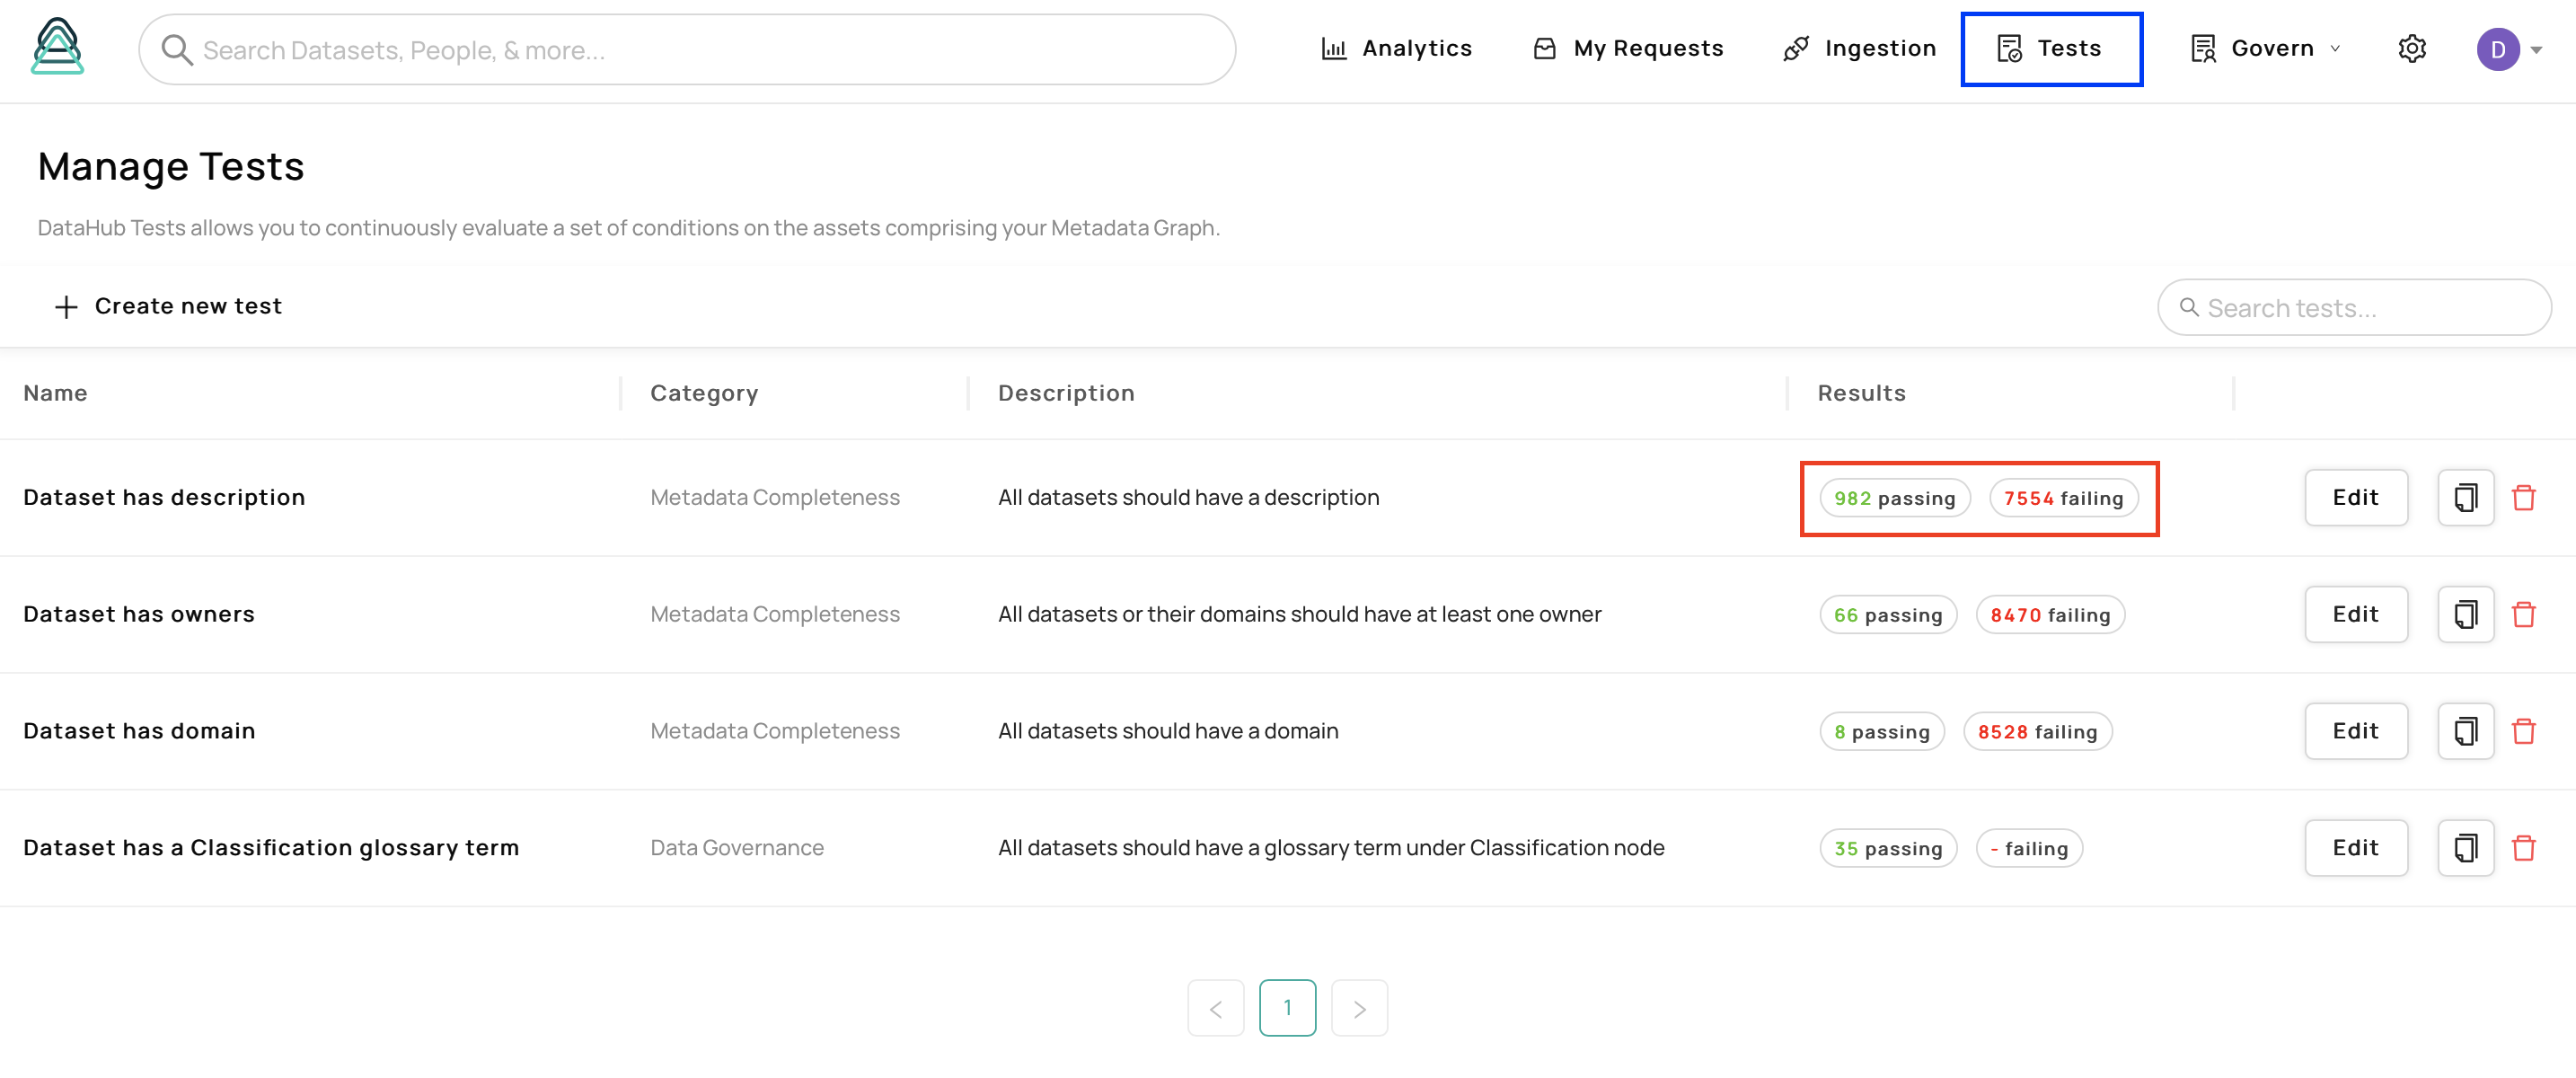 Search Datasets, People, & more... Analytics My Requests Ingestion Tests Govern D
Manage Tests
DataHub Tests allows you to continuously evaluate a set of conditions on the assets comprising your Metadata Graph.
Create new test Search tests...
Name Category Description Results
Dataset has description Metadata Completeness All datasets should have a description 982 passing 7554 failing Edit
Dataset has owners Metadata Completeness All datasets or their domains should have at least one owner 66 passing 8470 failing Edit
Dataset has domain Metadata Completeness All datasets should have a domain 8 passing 8528 failing Edit
Dataset has a Classification glossary term Data Governance All datasets should have a glossary term under Classification node 35 passing - failing Edit
< 1 >